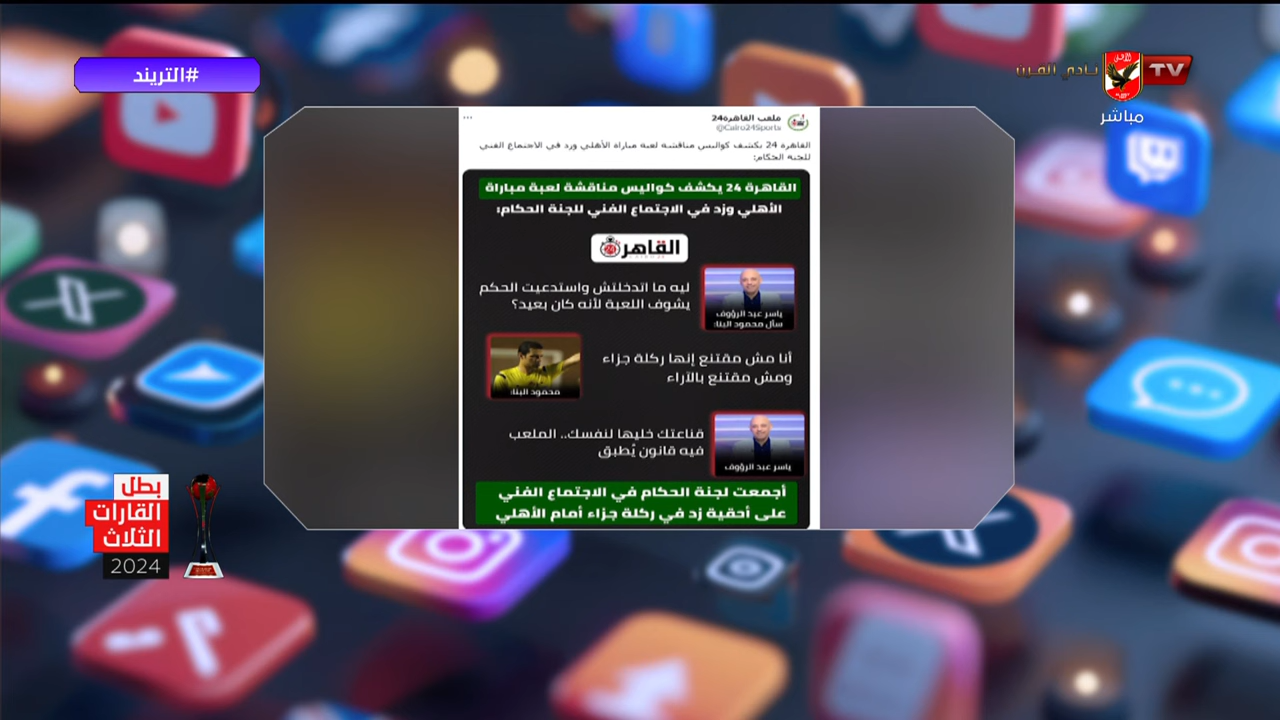 #التريند
نادي القرن
TV
مباشر
ملعب القاهرة24
@Cairo24Sports
القاهرة 24 يكشف كواليس مناقشة لعبة مباراة الأهلي ورد في الاجتماع الفني
للجنة الحكام:
القاهرة 24 يكشف كواليس مناقشة لعبة مباراة
الأهلي وزد في الاجتماع الفني للجنة الحكام:
القاهرة 24
ليه ما اتدخلتش واستدعيت الحكم
يشوف اللعبة لأنه كان بعيد؟
ياسر عبد الرؤوف
سأل محمود البنا:
أنا مش مقتنع إنها ركلة جزاء
ومش مقتنع بالآراء
محمود البنا:
قناعتك خليها لنفسك.. الملعب
فيه قانون يُطبق
ياسر عبد الرؤوف
أجمعت لجنة الحكام في الاجتماع الفني
على أحقية زد في ركلة جزاء أمام الأهلي
بطل
القارات
الثلاث
2024